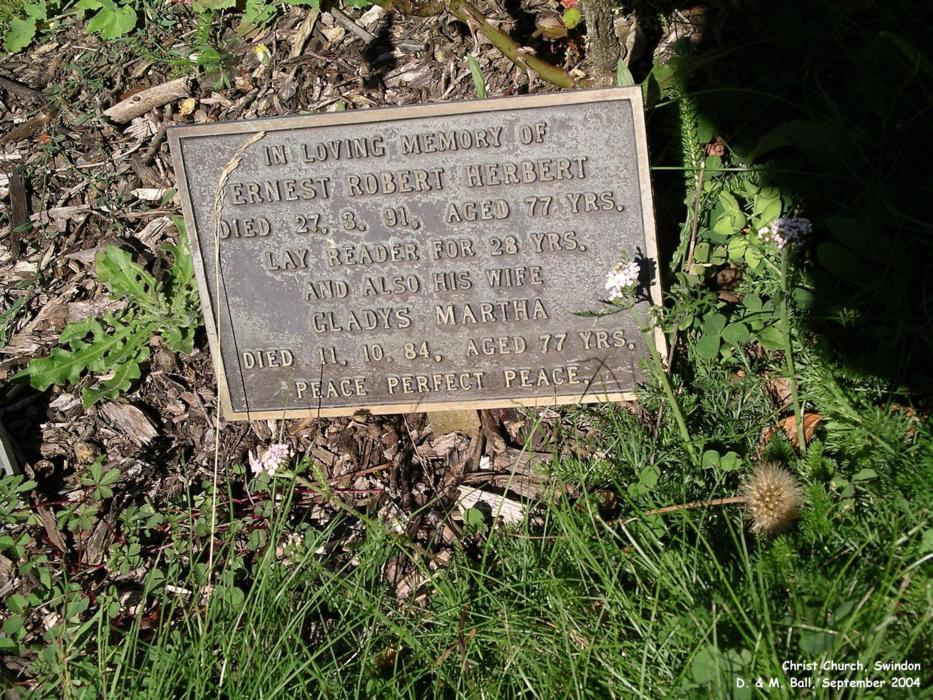 IN LOVING MEMORY OF
ERNEST ROBERT HERBERT
DIED 27. 3. 91. AGED 77 YRS.
LAY READER FOR 28 YRS.
AND ALSO HIS WIFE
GLADYS MARTHA
DIED 11. 10. 84. AGED 77 YRS.
PEACE PERFECT PEACE.
Christ Church, Swindon
D. & M. Ball, September 2004